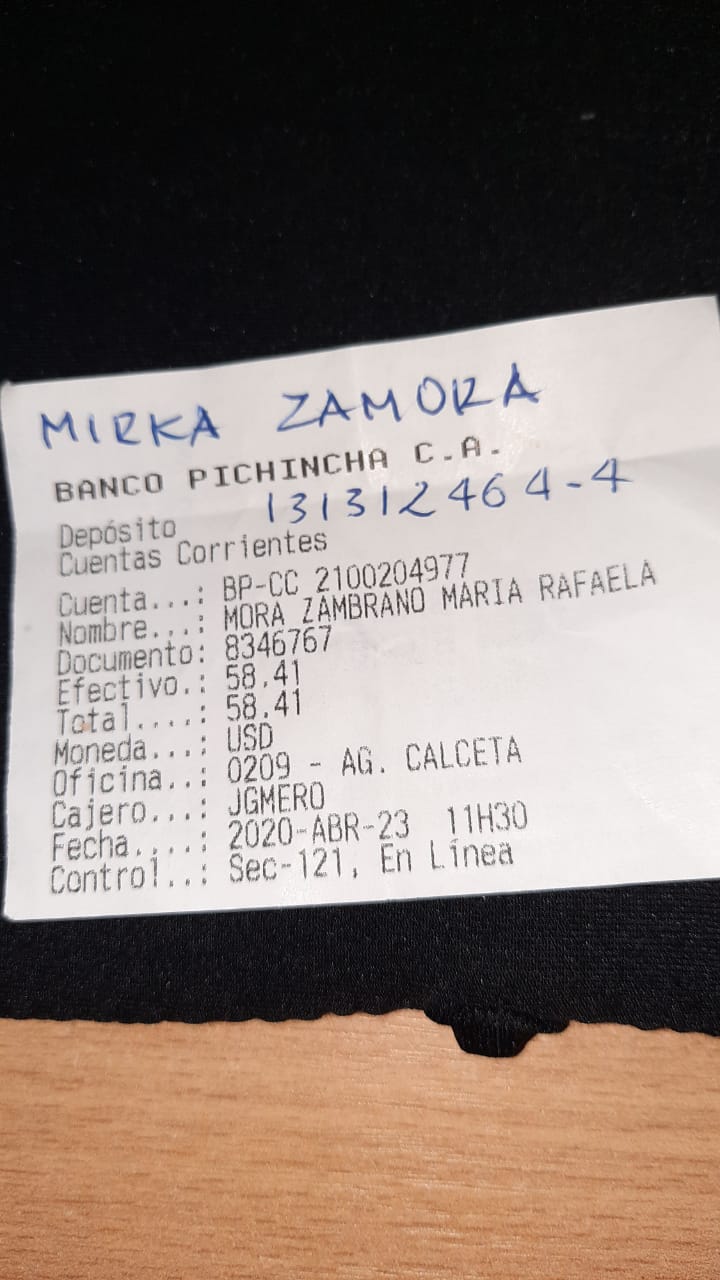 MIRKA ZAMORA
BANCO PICHINCHA C.A.
131312464-4
Depósito
Cuentas Corrientes
Cuenta...: BP-CC 2100204977
Nombre...: MORA ZAMBRANO MARIA RAFAELA
Documento: 8346767
Efectivo.: 58.41
Total....: 58.41
Moneda...: USD
Oficina..: 0209 - AG. CALCETA
Cajero...: JGMERO
Fecha....: 2020-ABR-23 11H30
Control..: Sec-121, En Línea